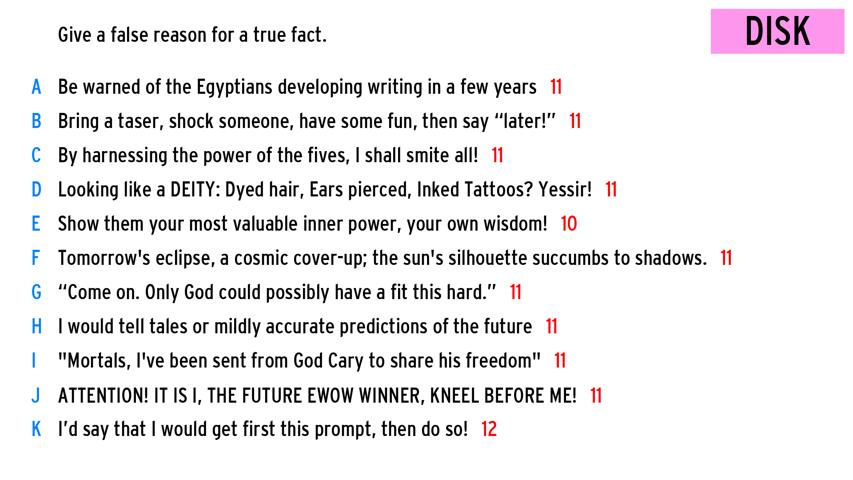 Give a false reason for a true fact.
DISK
A Be warned of the Egyptians developing writing in a few years 11
B Bring a taser, shock someone, have some fun, then say “later!” 11
C By harnessing the power of the fives, I shall smite all! 11
D Looking like a DEITY: Dyed hair, Ears pierced, Inked Tattoos? Yessir! 11
E Show them your most valuable inner power, your own wisdom! 10
F Tomorrow's eclipse, a cosmic cover-up; the sun's silhouette succumbs to shadows. 11
G “Come on. Only God could possibly have a fit this hard.” 11
H I would tell tales or mildly accurate predictions of the future 11
I "Mortals, I've been sent from God Cary to share his freedom" 11
J ATTENTION! IT IS I, THE FUTURE EWOW WINNER, KNEEL BEFORE ME! 11
K I’d say that I would get first this prompt, then do so! 12